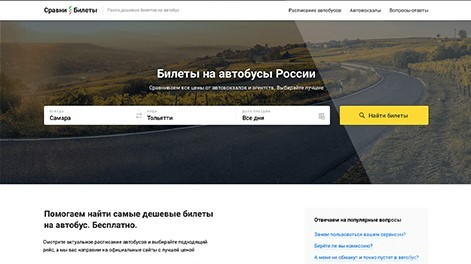 Сравни Билеты
Поиск дешевых билетов на автобус
Расписание автобусов
Автовокзалы
Вопросы-ответы
Билеты на автобусы России
Сравниваем все цены от автовокзалов и агентств. Выбирайте лучшие
ОТКУДА
Самара
КУДА
Тольятти
ДАТА ПОЕЗДКИ
Все дни
Найти билеты
Помогаем найти самые дешевые билеты
на автобус. Бесплатно.
Смотрите актуальное расписание автобусов и выбирайте подходящий
рейс, а мы вас направим на официальные сайты с лучшей ценой
Отвечаем на популярные вопросы
Зачем пользоваться вашим сервисом?
Берёте ли вы комиссию?
А меня не обманут и точно пустят в автобус?